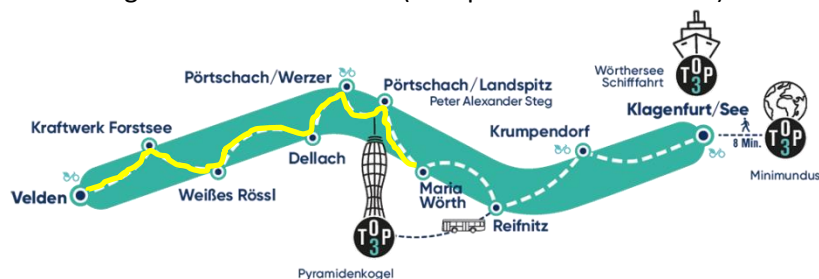 TOP
3
Wörthersee
Schifffahrt
Pörtschach/Werzer
Pörtschach/Landspitz
Peter Alexander Steg
Klagenfurt/See
TOP
3
8 Min.
Minimundus
Kraftwerk Forstsee
Krumpendorf
Dellach
Velden
Weißes Rössl
Maria
Wörth
Reifnitz
TOP
3
Pyramidenkogel